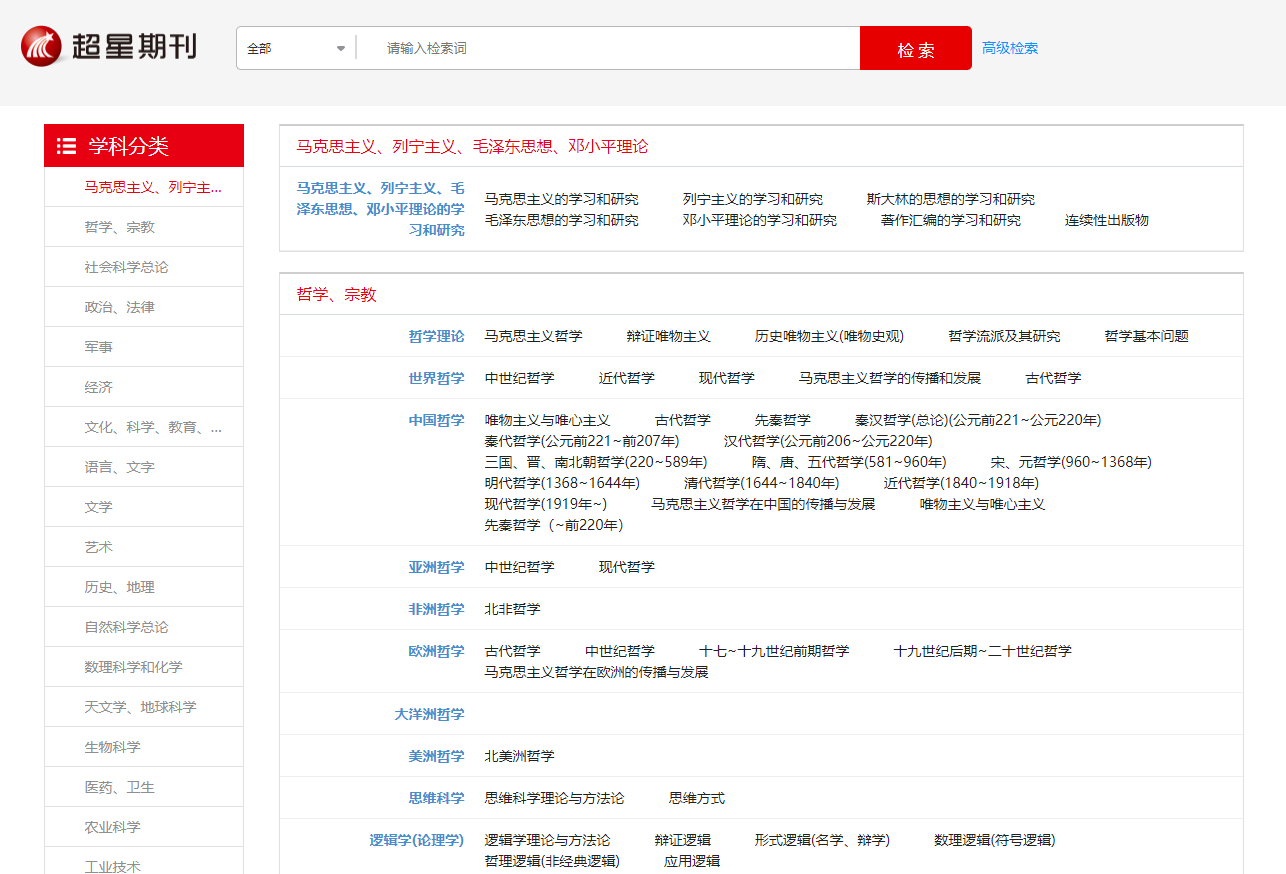 超星期刊
全部 请输入检索词 检 索 高级检索
学科分类
马克思主义、列宁主...
哲学、宗教
社会科学总论
政治、法律
军事
经济
文化、科学、教育、...
语言、文字
文学
艺术
历史、地理
自然科学总论
数理科学和化学
天文学、地球科学
生物科学
医药、卫生
农业科学
工业技术
马克思主义、列宁主义、毛泽东思想、邓小平理论
马克思主义、列宁主义、毛
泽东思想、邓小平理论的学
习和研究
马克思主义的学习和研究 列宁主义的学习和研究 斯大林的思想的学习和研究
毛泽东思想的学习和研究 邓小平理论的学习和研究 著作汇编的学习和研究 连续性出版物
哲学、宗教
哲学理论 马克思主义哲学 辩证唯物主义 历史唯物主义(唯物史观) 哲学流派及其研究 哲学基本问题
世界哲学 中世纪哲学 近代哲学 现代哲学 马克思主义哲学的传播和发展 古代哲学
中国哲学 唯物主义与唯心主义 古代哲学 先秦哲学 秦汉哲学(总论)(公元前221~公元220年)
秦代哲学(公元前221~前207年) 汉代哲学(公元前206~公元220年)
三国、晋、南北朝哲学(220~589年) 隋、唐、五代哲学(581~960年) 宋、元哲学(960~1368年)
明代哲学(1368~1644年) 清代哲学(1644~1840年) 近代哲学(1840~1918年)
现代哲学(1919年~) 马克思主义哲学在中国的传播与发展 唯物主义与唯心主义
先秦哲学（~前220年）
亚洲哲学 中世纪哲学 现代哲学
非洲哲学 北非哲学
欧洲哲学 古代哲学 中世纪哲学 十七~十九世纪前期哲学 十九世纪后期~二十世纪哲学
马克思主义哲学在欧洲的传播与发展
大洋洲哲学
美洲哲学 北美洲哲学
思维科学 思维科学理论与方法论 思维方式
逻辑学(论理学) 逻辑学理论与方法论 辩证逻辑 形式逻辑(名学、辩学) 数理逻辑(符号逻辑)
哲理逻辑(非经典逻辑) 应用逻辑